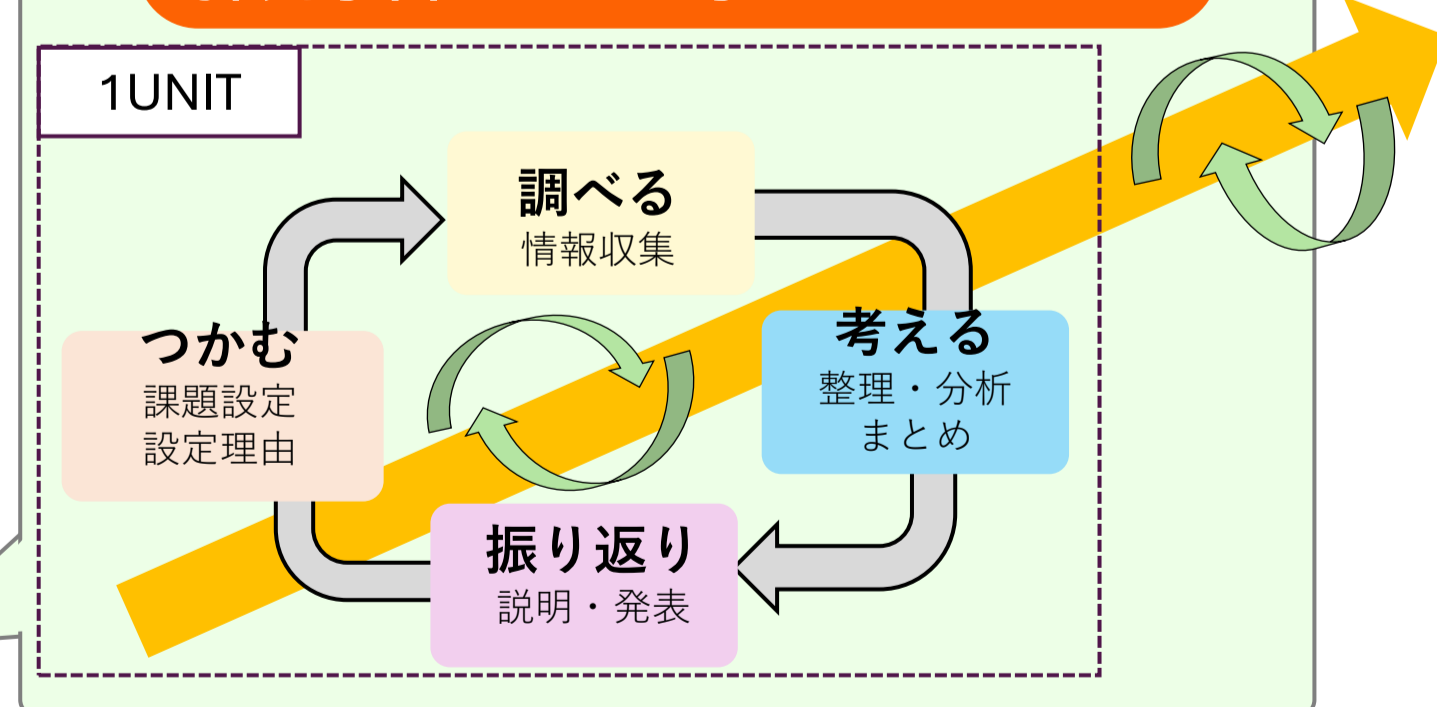 1UNIT
調べる
情報収集
つかむ
課題設定
設定理由
考える
整理・分析
まとめ
振り返り
説明・発表